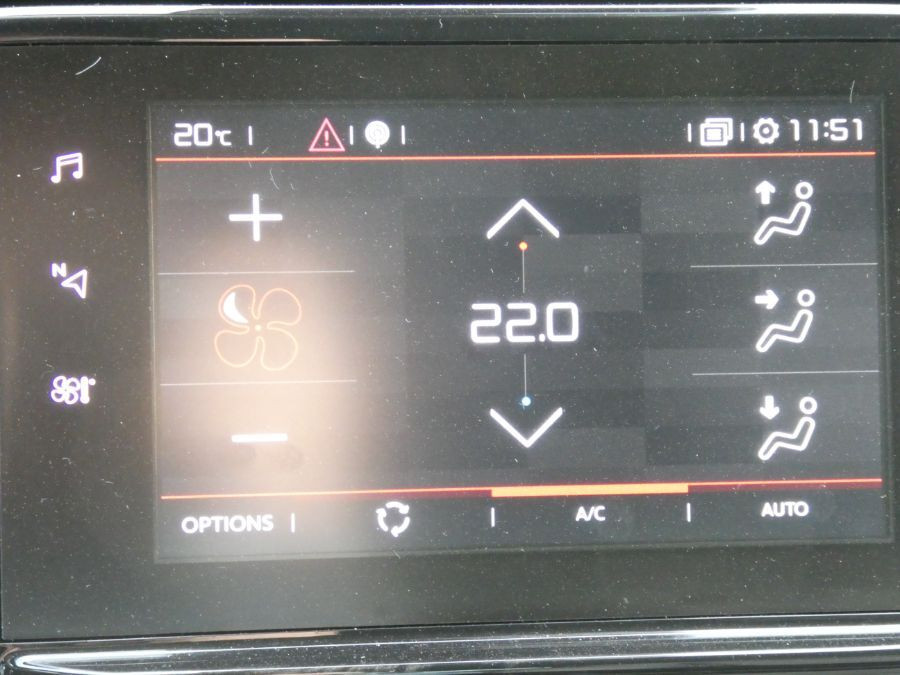 20°C
11:51
N
22.0
OPTIONS
A/C
AUTO